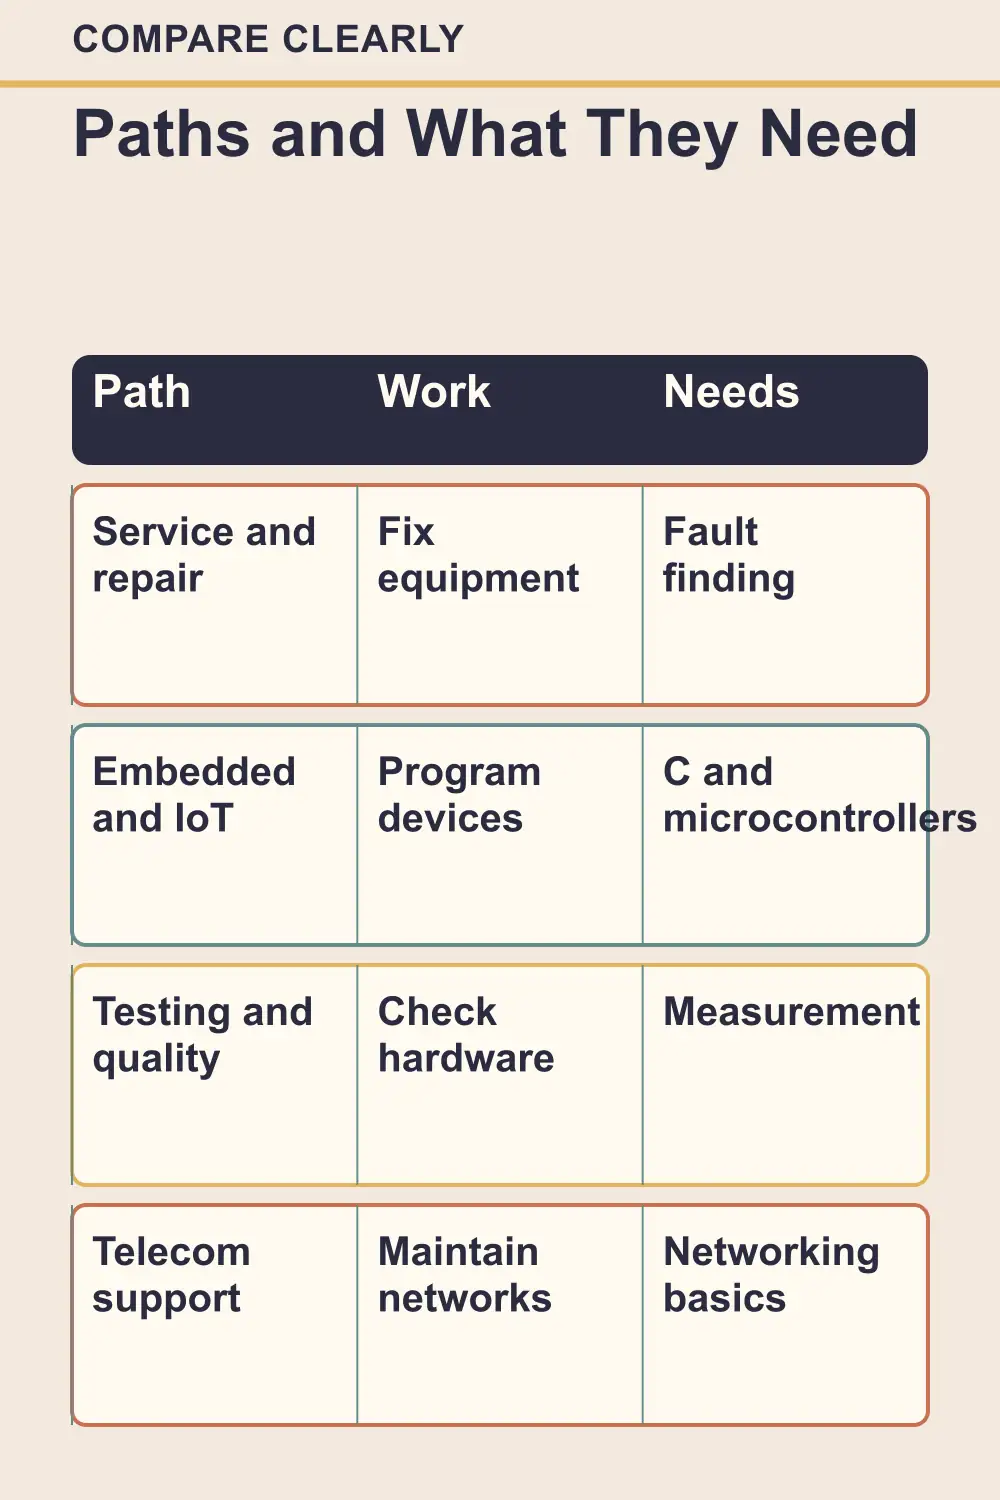 COMPARE CLEARLY
Paths and What They Need
Path Work Needs
Service and repair Fix equipment Fault finding
Embedded and IoT Program devices C and microcontrollers
Testing and quality Check hardware Measurement
Telecom support Maintain networks Networking basics